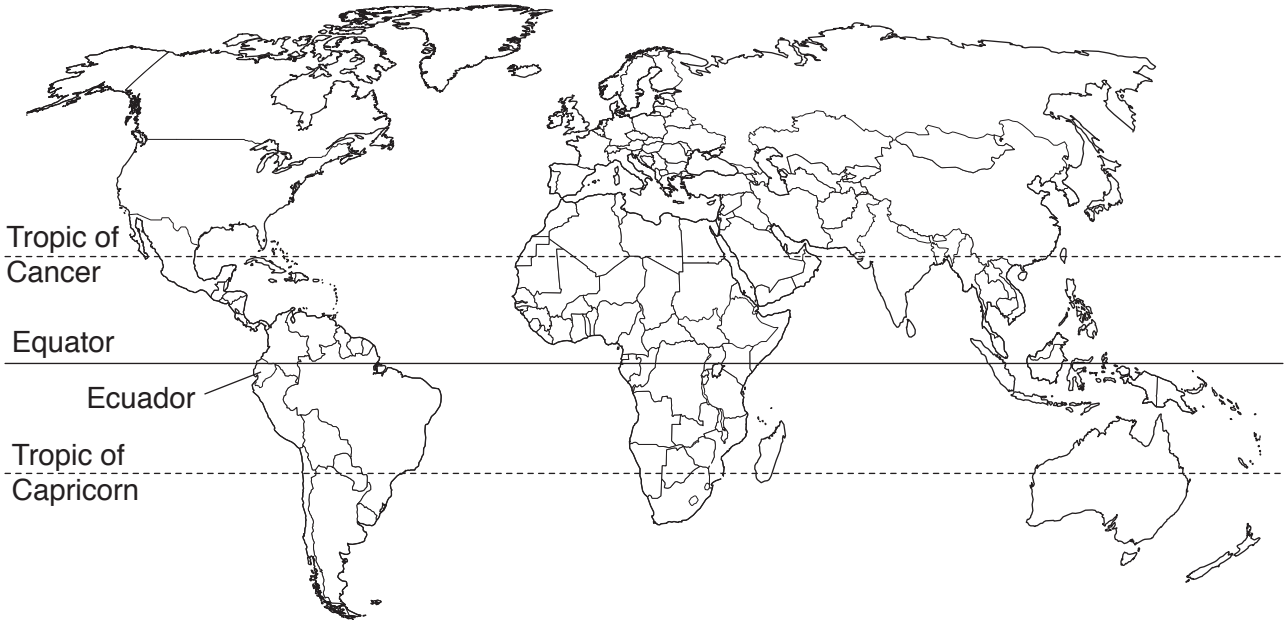 Tropic of
Cancer
Equator
Ecuador
Tropic of
Capricorn